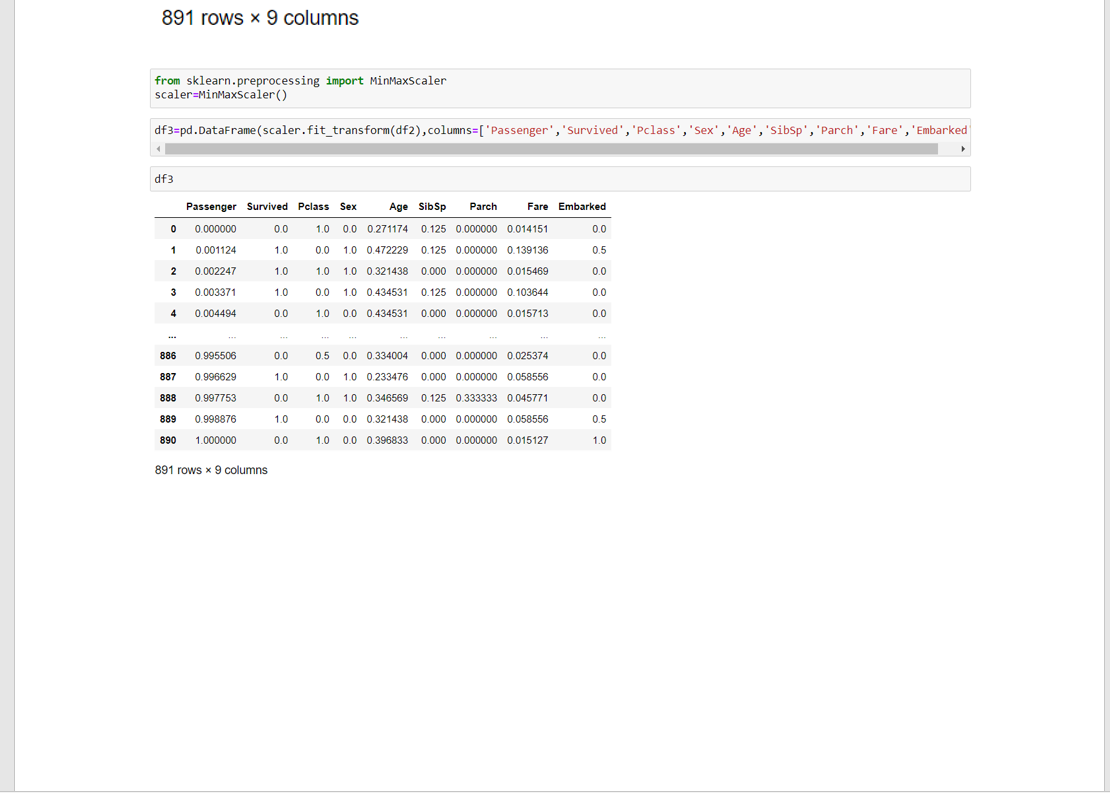 891 rows × 9 columns
from sklearn.preprocessing import MinMaxScaler
scaler=MinMaxScaler()
df3=pd.DataFrame(scaler.fit_transform(df2),columns=['Passenger','Survived','Pclass','Sex','Age','SibSp','Parch','Fare','Embarked'
df3
Passenger Survived Pclass Sex Age SibSp Parch Fare Embarked
0 0.000000 0.0 1.0 0.0 0.271174 0.125 0.000000 0.014151 0.0
1 0.001124 1.0 0.0 1.0 0.472229 0.125 0.000000 0.139136 0.5
2 0.002247 1.0 1.0 1.0 0.321438 0.000 0.000000 0.015469 0.0
3 0.003371 1.0 0.0 1.0 0.434531 0.125 0.000000 0.103644 0.0
4 0.004494 0.0 1.0 0.0 0.434531 0.000 0.000000 0.015713 0.0
... ... ... ... ... ... ... ... ... ...
886 0.995506 0.0 0.5 0.0 0.334004 0.000 0.000000 0.025374 0.0
887 0.996629 1.0 0.0 1.0 0.233476 0.000 0.000000 0.058556 0.0
888 0.997753 0.0 1.0 1.0 0.346569 0.125 0.333333 0.045771 0.0
889 0.998876 1.0 0.0 0.0 0.321438 0.000 0.000000 0.058556 0.5
890 1.000000 0.0 1.0 0.0 0.396833 0.000 0.000000 0.015127 1.0
891 rows × 9 columns